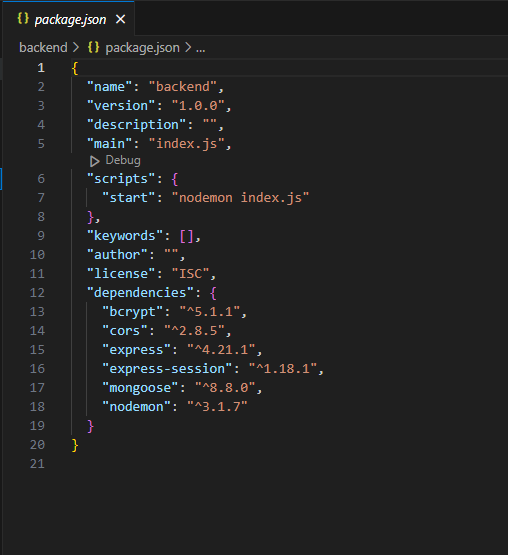 {} package.json ×
backend > {} package.json > ...
1 {
2 "name": "backend",
3 "version": "1.0.0",
4 "description": "",
5 "main": "index.js",
Debug
6 "scripts": {
7 "start": "nodemon index.js"
8 },
9 "keywords": [],
10 "author": "",
11 "license": "ISC",
12 "dependencies": {
13 "bcrypt": "^5.1.1",
14 "cors": "^2.8.5",
15 "express": "^4.21.1",
16 "express-session": "^1.18.1",
17 "mongoose": "^8.8.0",
18 "nodemon": "^3.1.7"
19 }
20 }
21